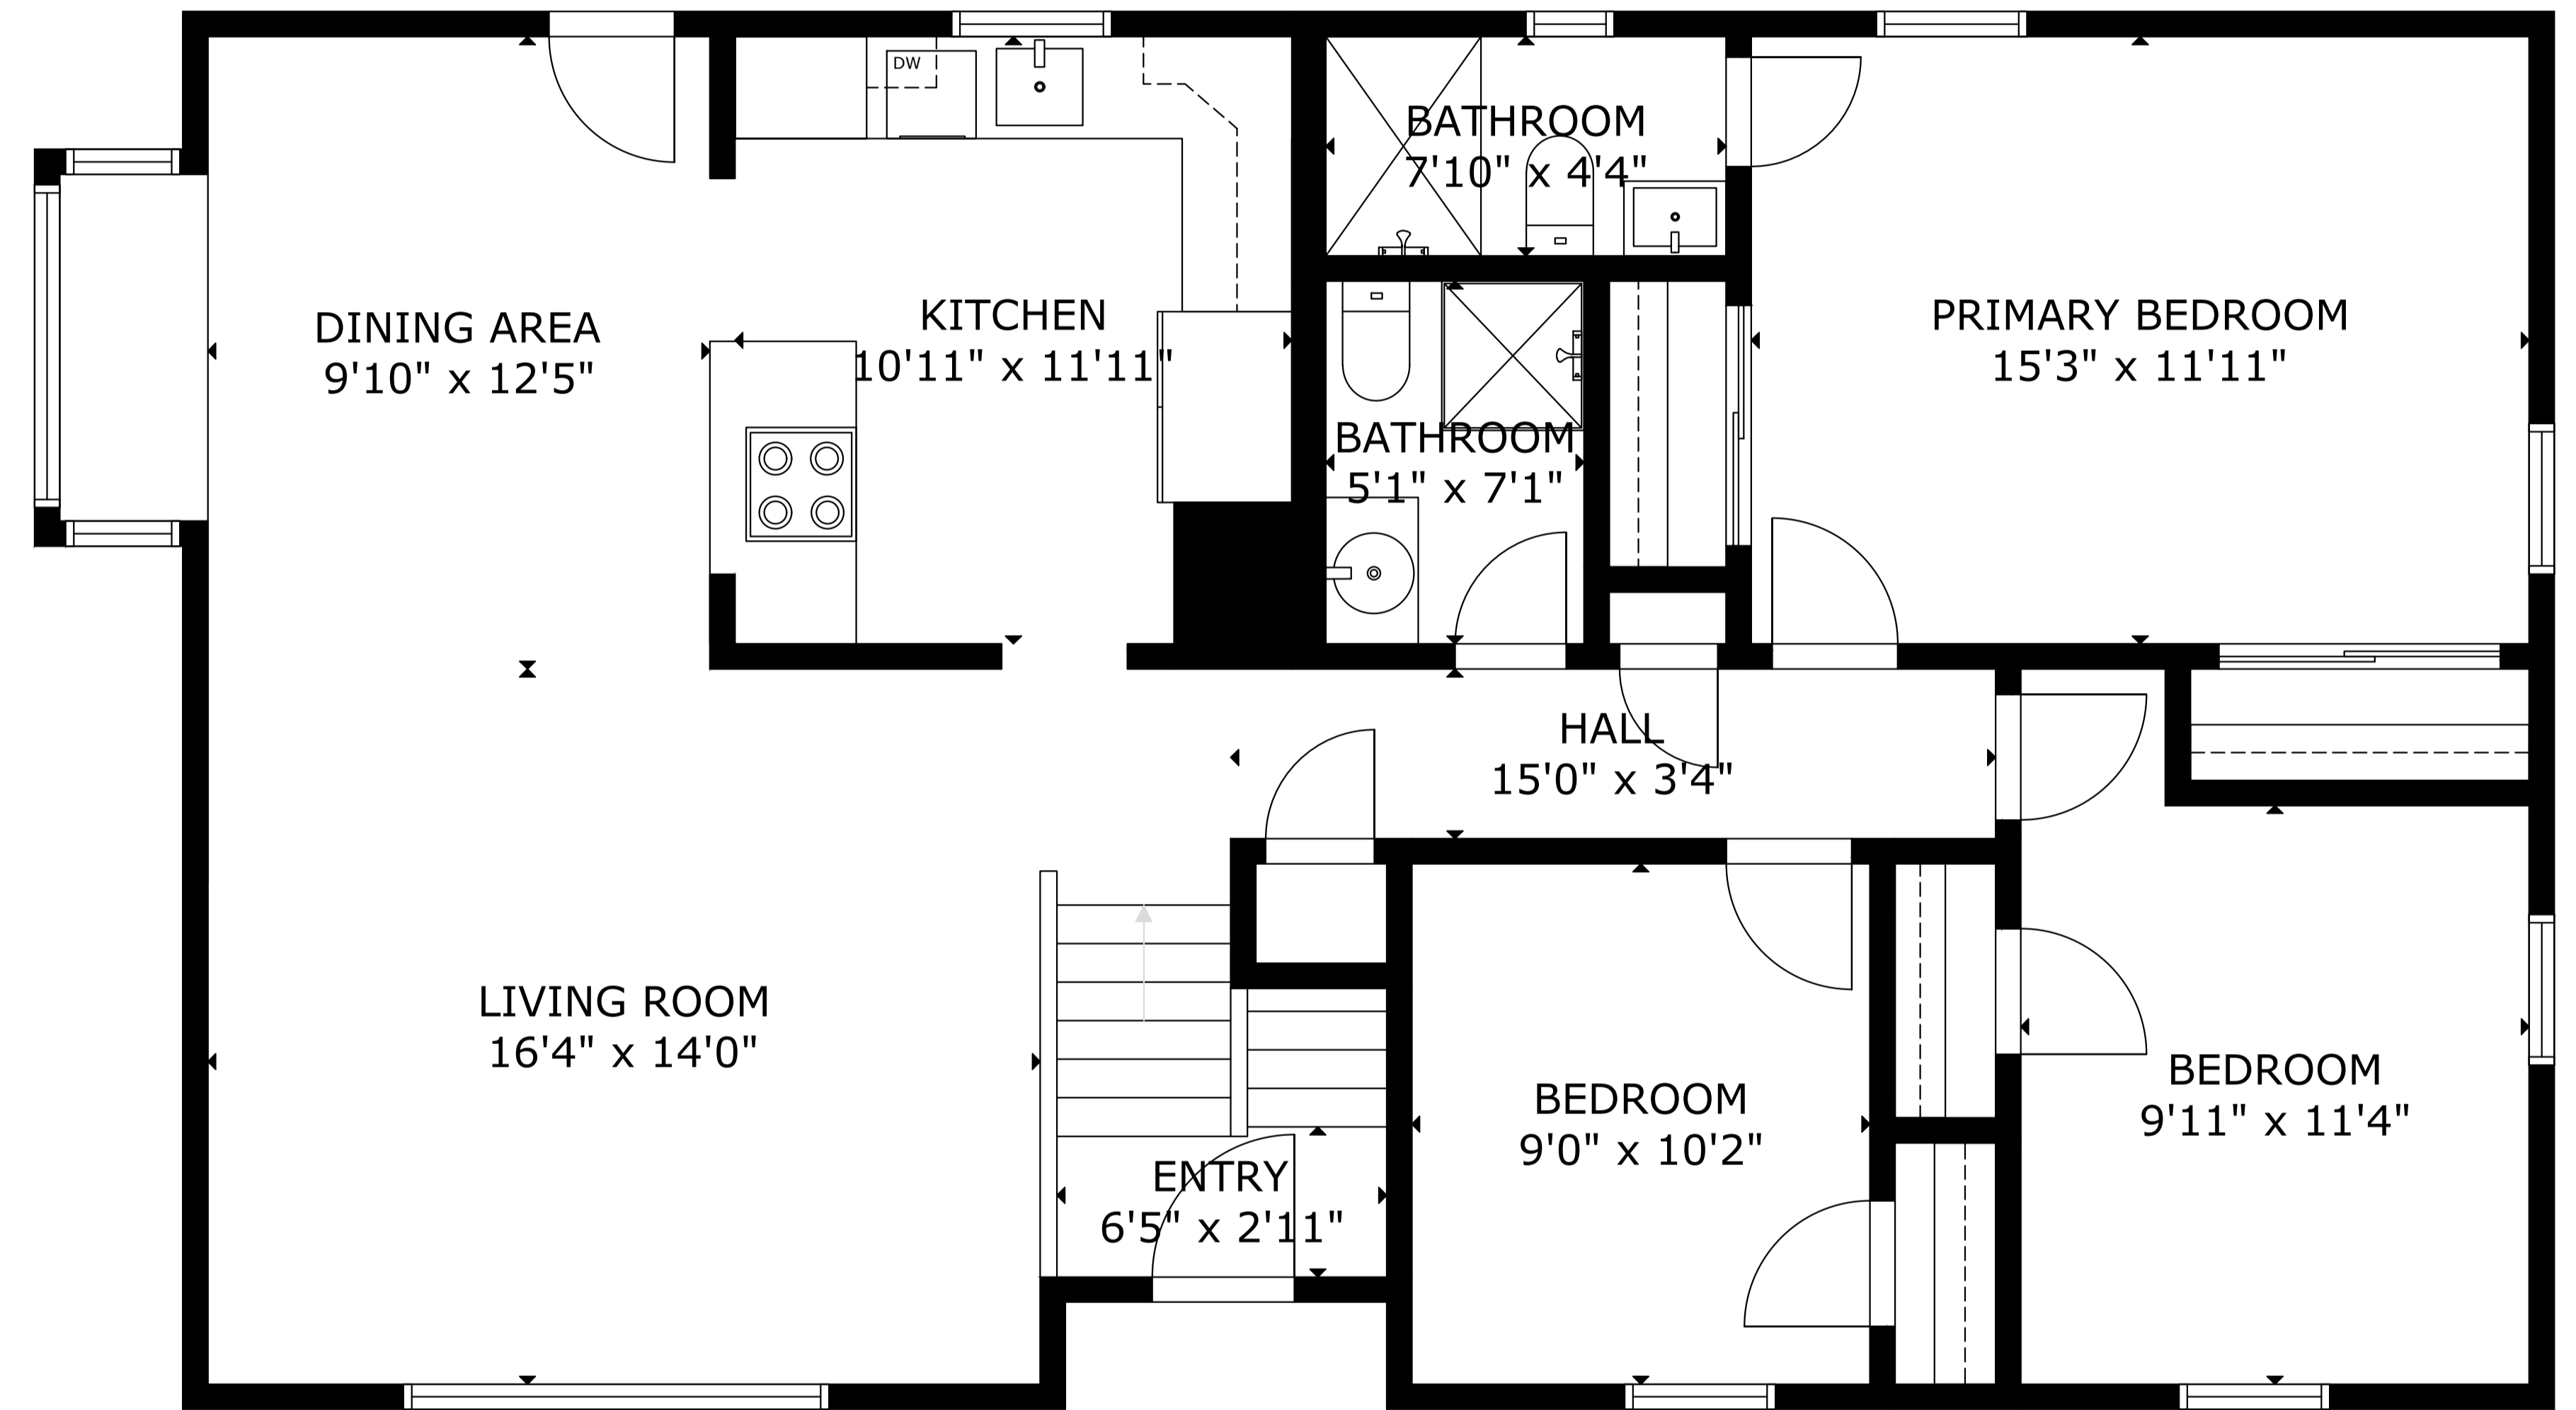 DW
BATHROOM
7'10" x 4'4"
DINING AREA
9'10" x 12'5"
KITCHEN
10'11" x 11'11"
PRIMARY BEDROOM
15'3" x 11'11"
BATHROOM
5'1" x 7'1"
HALL
15'0" x 3'4"
LIVING ROOM
16'4" x 14'0"
BEDROOM
9'0" x 10'2"
BEDROOM
9'11" x 11'4"
ENTRY
6'5" x 2'11"